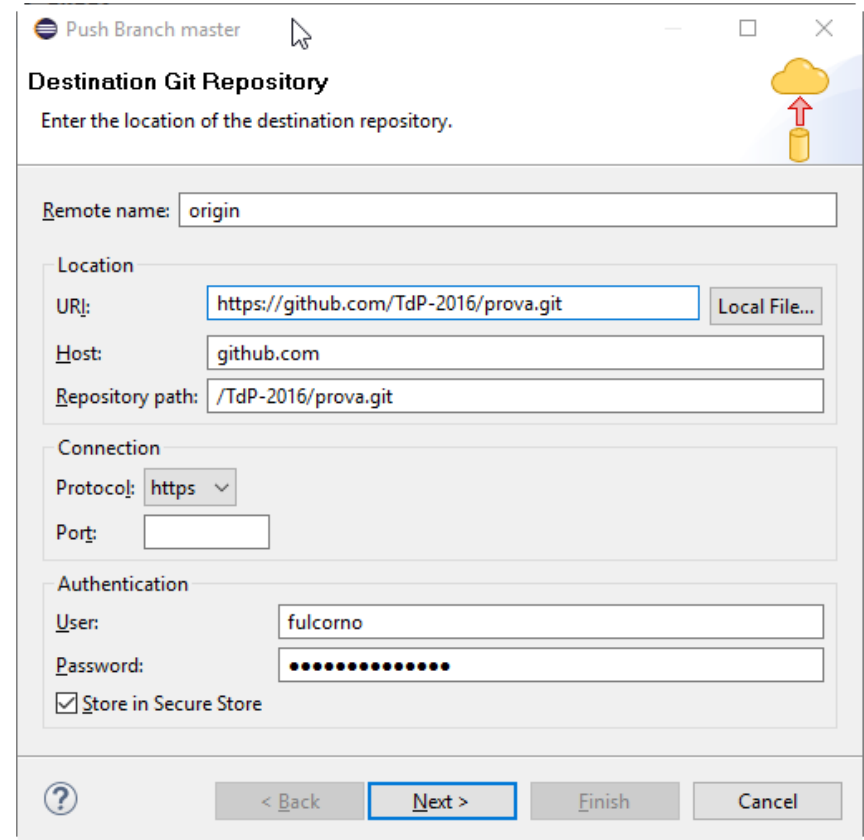 Push Branch master
Destination Git Repository
Enter the location of the destination repository.
Remote name: origin
Location
URI: https://github.com/TdP-2016/prova.git Local File...
Host: github.com
Repository path: /TdP-2016/prova.git
Connection
Protocol: https
Port:
Authentication
User: fulcorno
Password: ●●●●●●●●●●●●●●
Store in Secure Store
? < Back Next > Finish Cancel